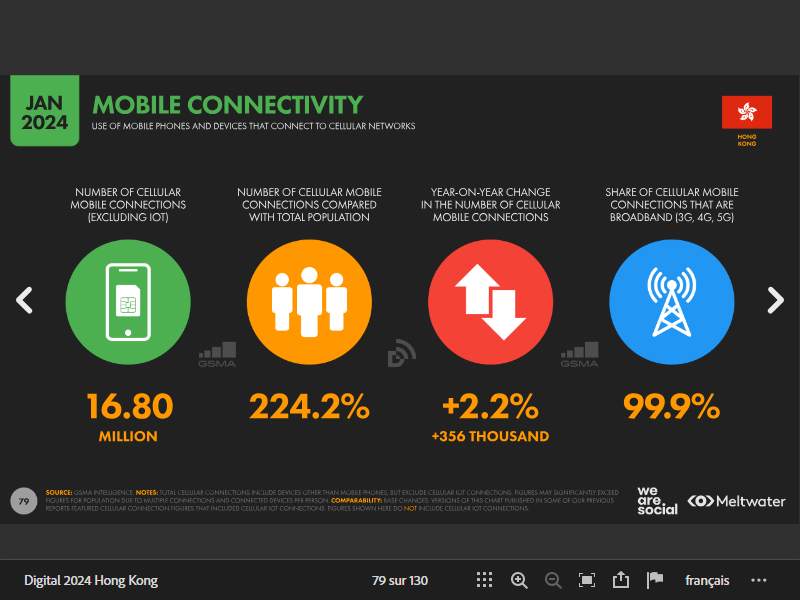 JAN
2024
MOBILE CONNECTIVITY
USE OF MOBILE PHONES AND DEVICES THAT CONNECT TO CELLULAR NETWORKS
HONG
KONG
NUMBER OF CELLULAR
MOBILE CONNECTIONS
(EXCLUDING IOT)
NUMBER OF CELLULAR MOBILE
CONNECTIONS COMPARED
WITH TOTAL POPULATION
YEAR-ON-YEAR CHANGE
IN THE NUMBER OF CELLULAR
MOBILE CONNECTIONS
SHARE OF CELLULAR MOBILE
CONNECTIONS THAT ARE
BROADBAND (3G, 4G, 5G)
GSMA
GSMA
16.80
MILLION
224.2%
+2.2%
+356 THOUSAND
99.9%
79
SOURCE: GSMA INTELLIGENCE. NOTES: TOTAL CELLULAR CONNECTIONS INCLUDE DEVICES OTHER THAN MOBILE PHONES, BUT EXCLUDE CELLULAR IOT CONNECTIONS. FIGURES MAY SIGNIFICANTLY EXCEED
FIGURES FOR POPULATION DUE TO MULTIPLE CONNECTIONS AND CONNECTED DEVICES PER PERSON. COMPARABILITY: BASE CHANGES. VERSIONS OF THIS CHART PUBLISHED IN SOME OF OUR PREVIOUS
REPORTS FEATURED CELLULAR CONNECTION FIGURES THAT INCLUDED CELLULAR IOT CONNECTIONS. FIGURES SHOWN HERE DO NOT INCLUDE CELLULAR IOT CONNECTIONS.
we
are.
social
Meltwater
Digital 2024 Hong Kong
79 sur 130
français